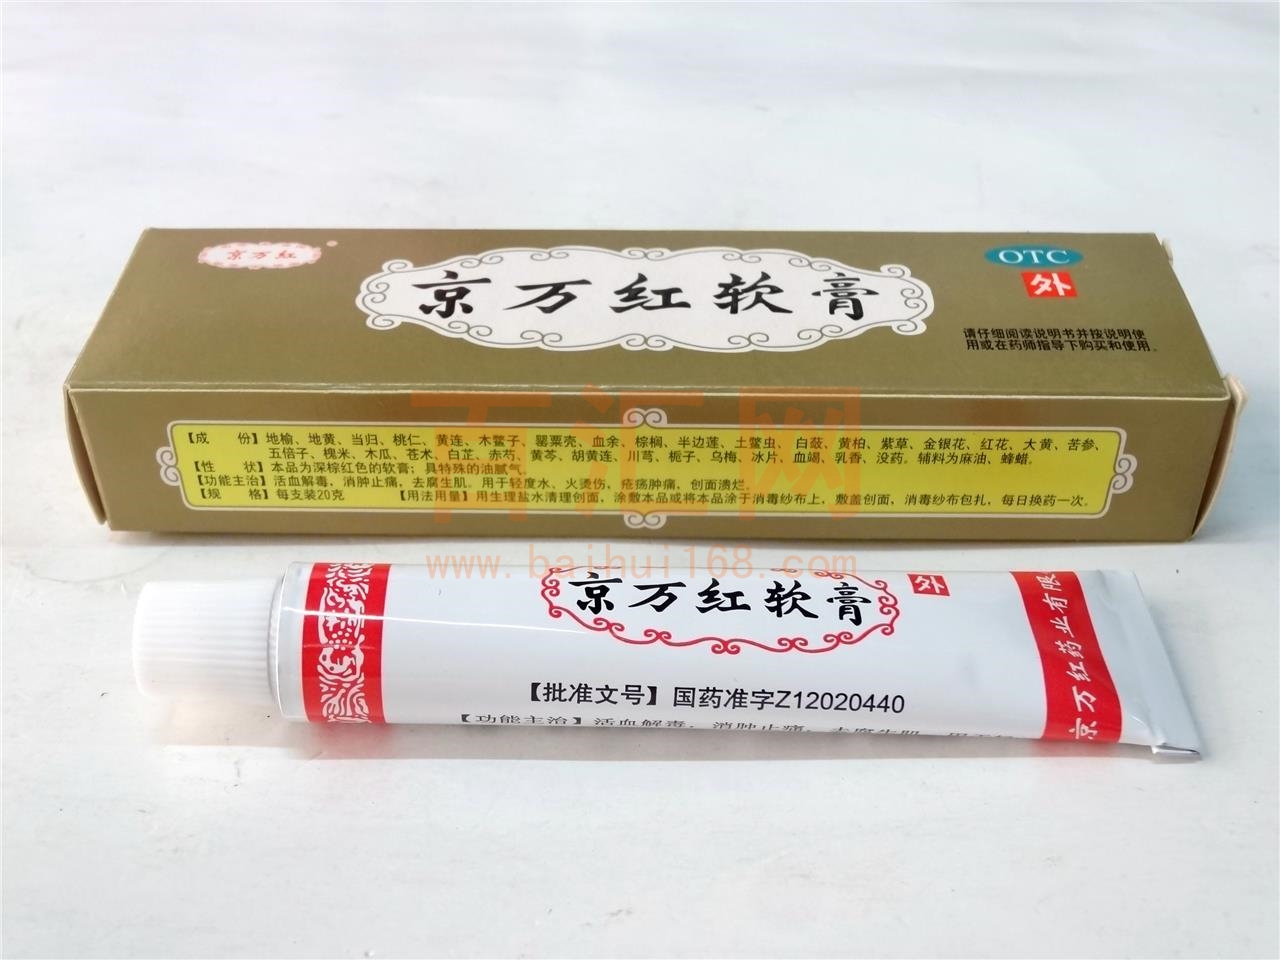 京万红
京万红软膏
OTC
外
请仔细阅读说明书并按说明使
用或在药师指导下购买和使用。
百汇网
【成 份】地榆、地黄、当归、桃仁、黄连、木鳖子、罂粟壳、血余、棕榈、半边莲、土鳖虫、白蔹、黄柏、紫草、金银花、红花、大黄、苦参、
五倍子、槐米、木瓜、苍术、白芷、赤芍、黄芩、胡黄连、川芎、栀子、乌梅、冰片、血竭、乳香、没药。辅料为麻油、蜂蜡。
【性 状】本品为深棕红色的软膏；具特殊的油腻气。
【功能主治】活血解毒，消肿止痛，去腐生肌。用于轻度水、火烫伤，疮疡肿痛，创面溃烂。
【规 格】每支装20克 【用法用量】用生理盐水清理创面，涂敷本品或将本品涂于消毒纱布上，敷盖创面，消毒纱布包扎，每日换药一次。
www.baihui168.com
京万红软膏
外
【批准文号】国药准字Z12020440
【功能主治】活血解毒，消肿止痛，去腐生肌。
京万红药业有限